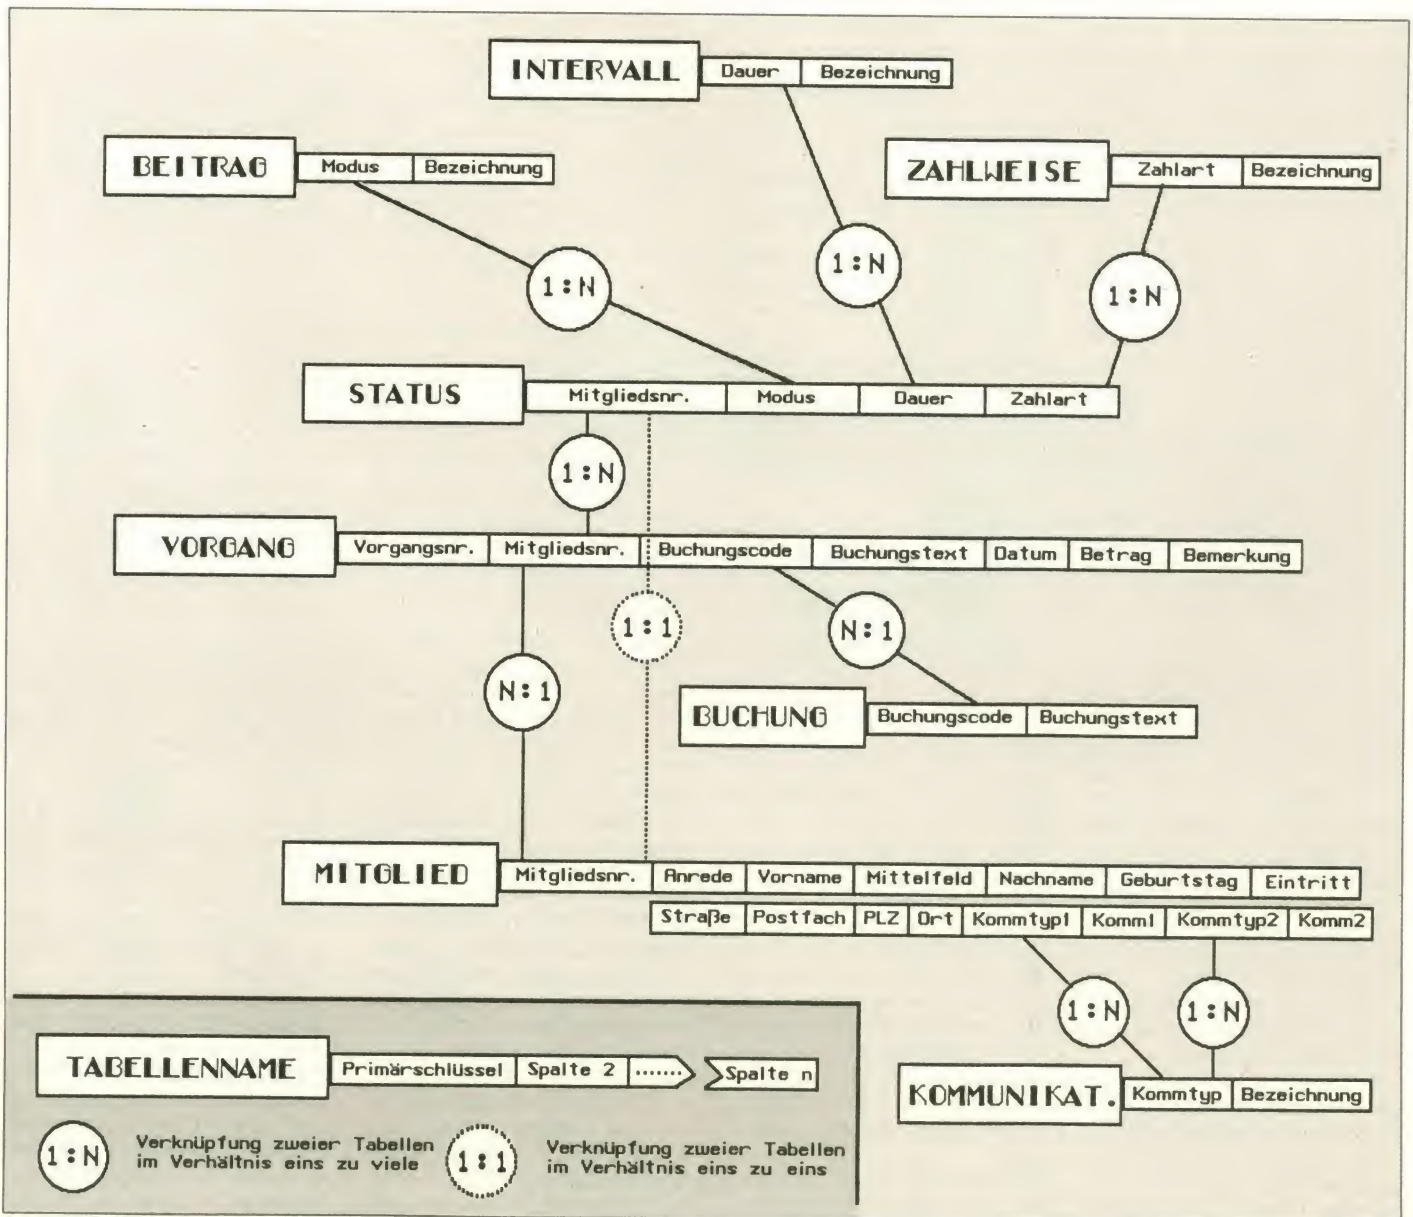 INTERVALL Dauer Bezeichnung
BEITRAG Modus Bezeichnung
ZAHLWEISE Zahlart Bezeichnung
1:N
1:N
1:N
STATUS Mitgliedsnr. Modus Dauer Zahlart
1:N
VORGANG Vorgangsnr. Mitgliedsnr. Buchungscode Buchungstext Datum Betrag Bemerkung
1:1
N:1
N:1
BUCHUNG Buchungscode Buchungstext
MITGLIED Mitgliedsnr. Anrede Vorname Mittelfeld Nachname Geburtstag Eintritt
Straße Postfach PLZ Ort Kommtyp1 Komm1 Kommtyp2 Komm2
1:N
1:N
KOMMUNIKAT. Kommtyp Bezeichnung
TABELLENNAME Primärschlüssel Spalte 2 ....... Spalte n
1:N
Verknüpfung zweier Tabellen
im Verhältnis eins zu viele
1:1
Verknüpfung zweier Tabellen
im Verhältnis eins zu eins